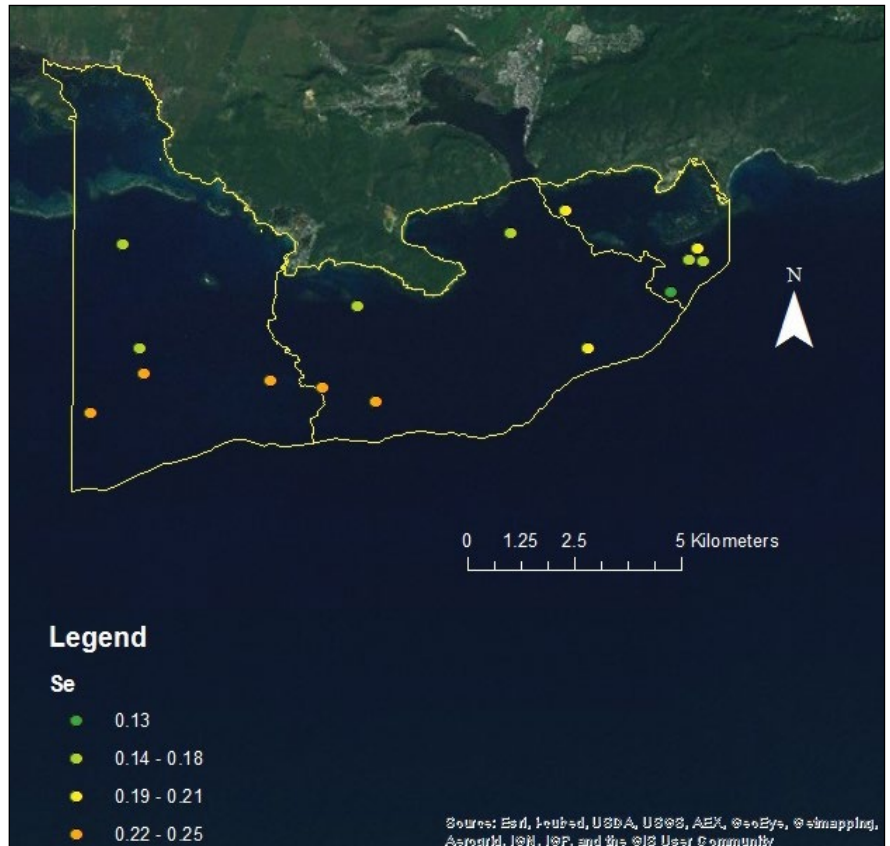 N
0 1.25 2.5 5 Kilometers
Legend
Se
0.13
0.14 - 0.18
0.19 - 0.21
0.22 - 0.25
Source: Esri, USDA, USGS, AEX, GeoEye,
and the GIS User Community